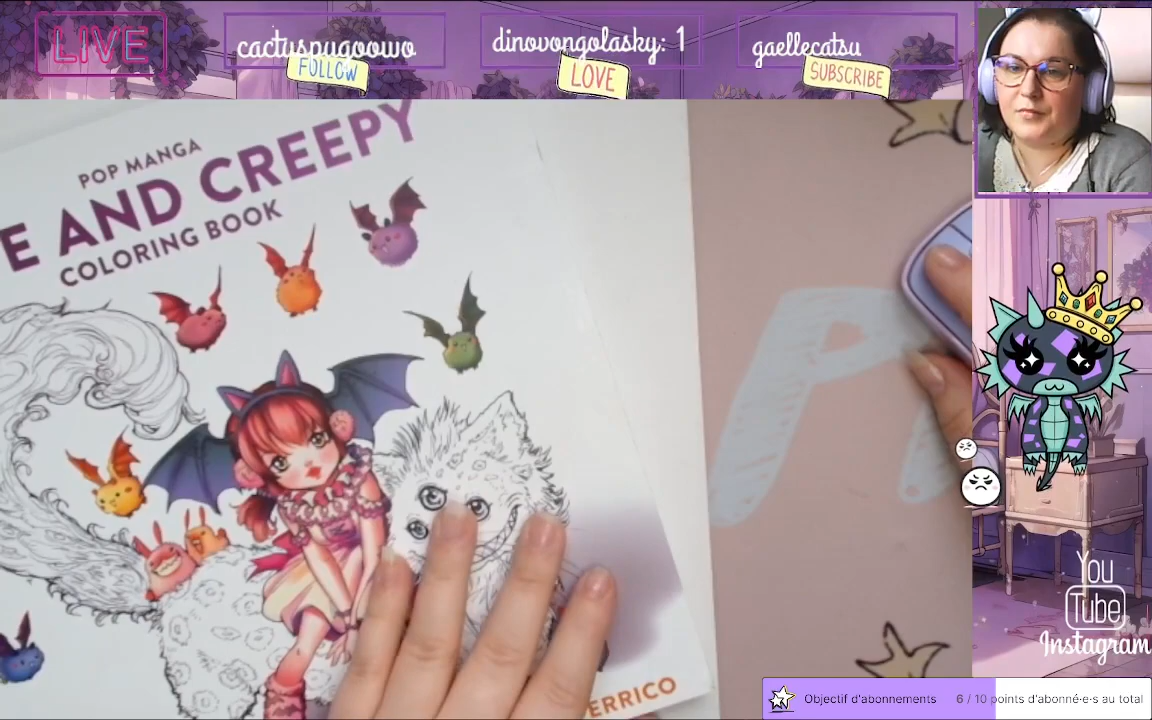 LIVE
cactuspugoowo
FOLLOW
dinovongolasky: 1
LOVE
gaellecatsu
SUBSCRIBE
POP MANGA
E AND CREEPY
COLORING BOOK
ERRICO
You
Tube
Instagram
Objectif d'abonnements 6 / 10 points d'abonné·e·s au total